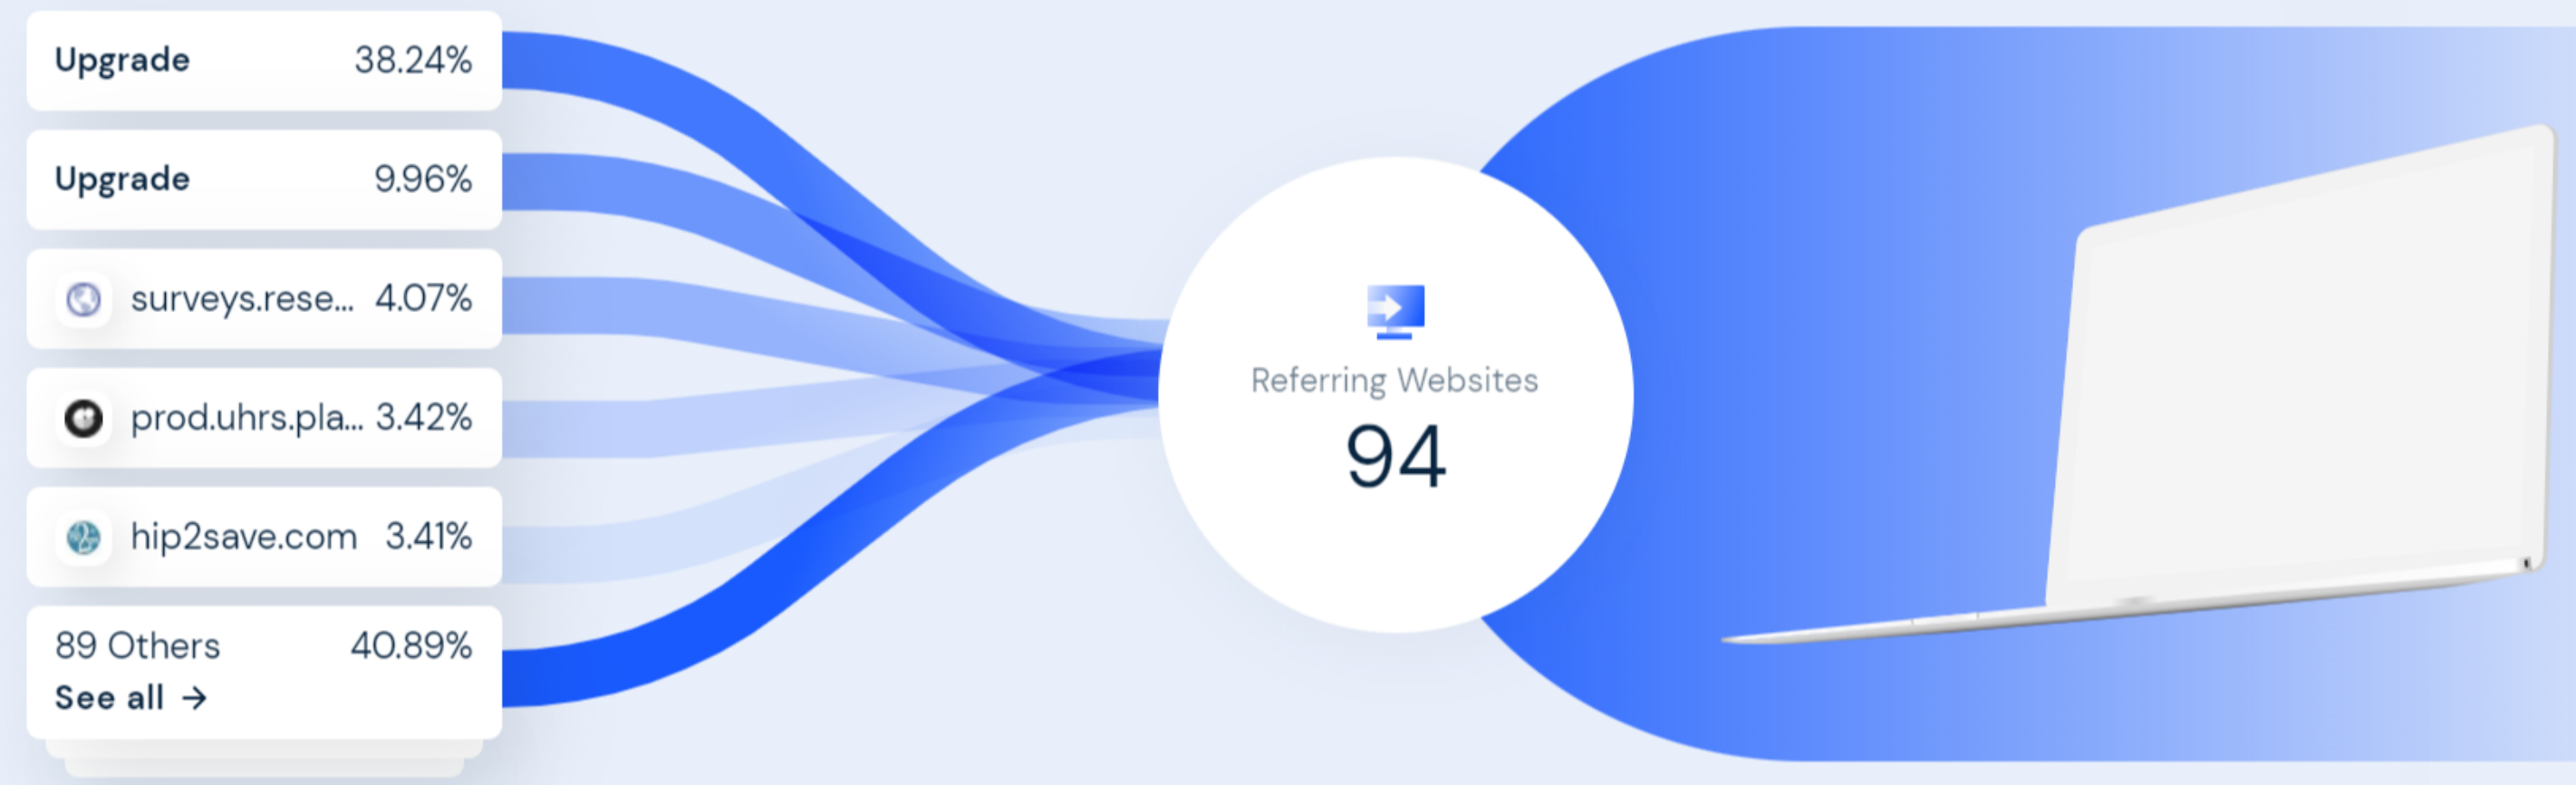 Upgrade 38.24%
Upgrade 9.96%
surveys.rese... 4.07%
prod.uhrs.pla... 3.42%
hip2save.com 3.41%
89 Others 40.89%
See all →
Referring Websites
94